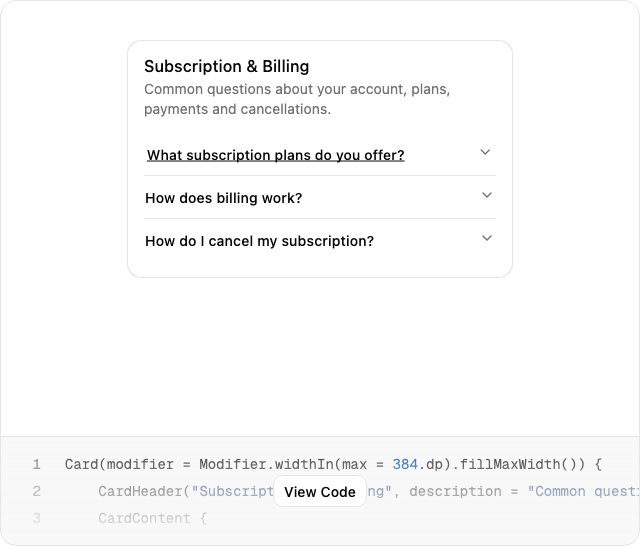 Subscription & Billing
Common questions about your account, plans,
payments and cancellations.
What subscription plans do you offer?
How does billing work?
How do I cancel my subscription?
1 Card(modifier = Modifier.widthIn(max = 384.dp).fillMaxWidth()) {
2 CardHeader("Subscript ng", description = "Common questi
View Code
3 CardContent {